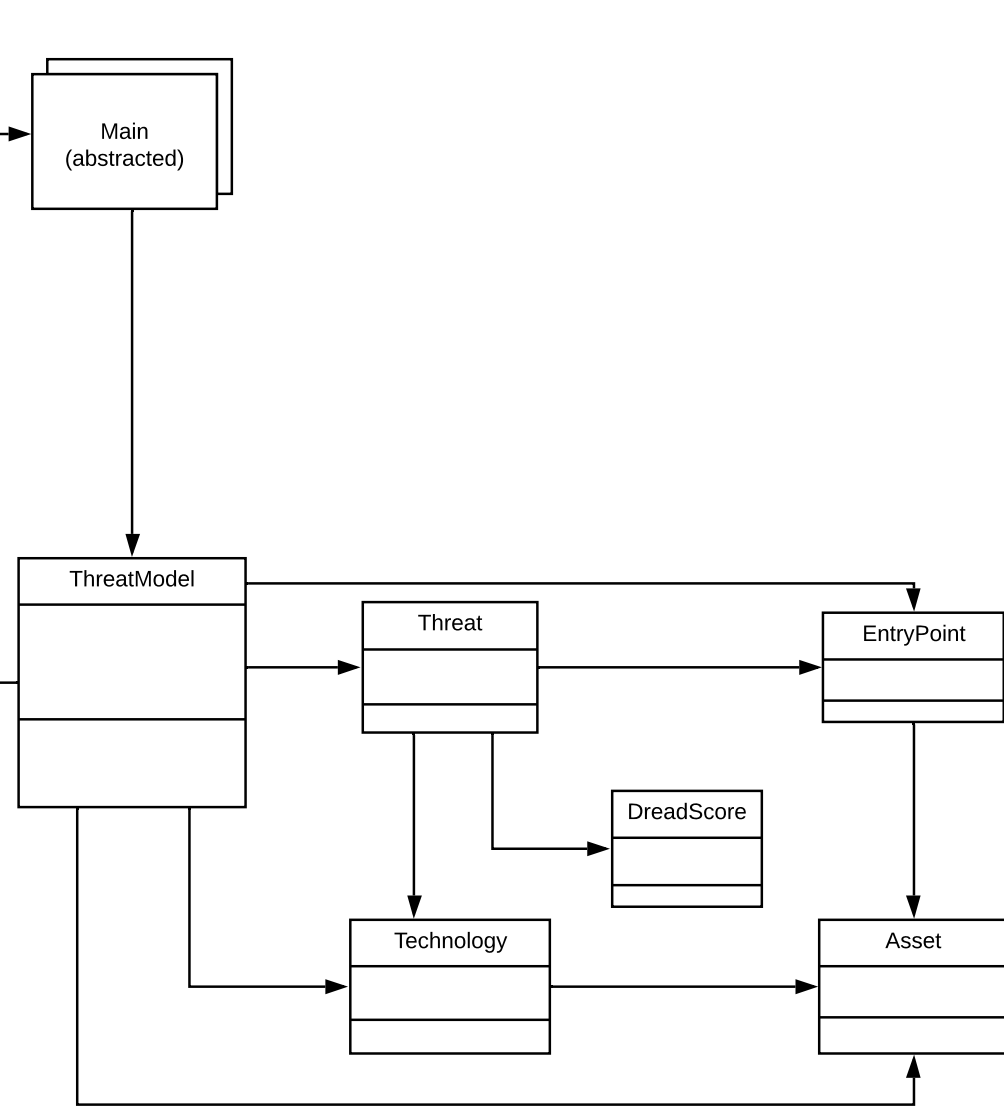 Main
(abstracted)
ThreatModel
Threat
EntryPoint
DreadScore
Technology
Asset